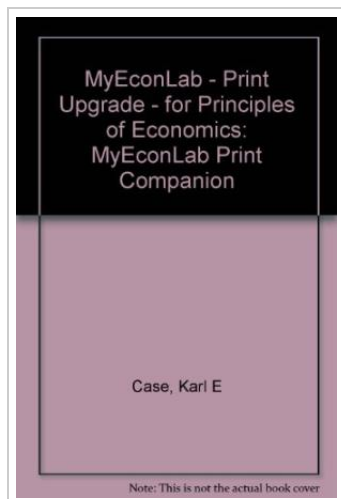 MyEconLab - Print
Upgrade - for Principles
of Economics:
MyEconLab Print
Companion
Case, Karl E
Note: This is not the actual book cover